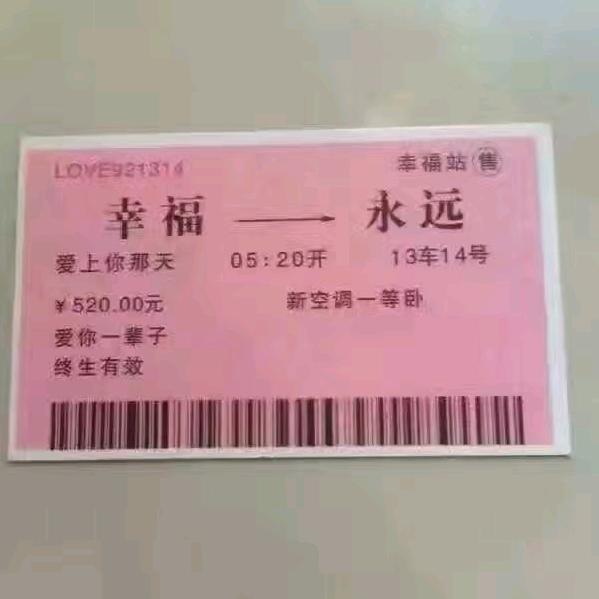 LOVE921314 幸福站 售
幸福 → 永远
爱上你那天 05:20开 13车14号
¥520.00元 新空调一等卧
爱你一辈子
终生有效